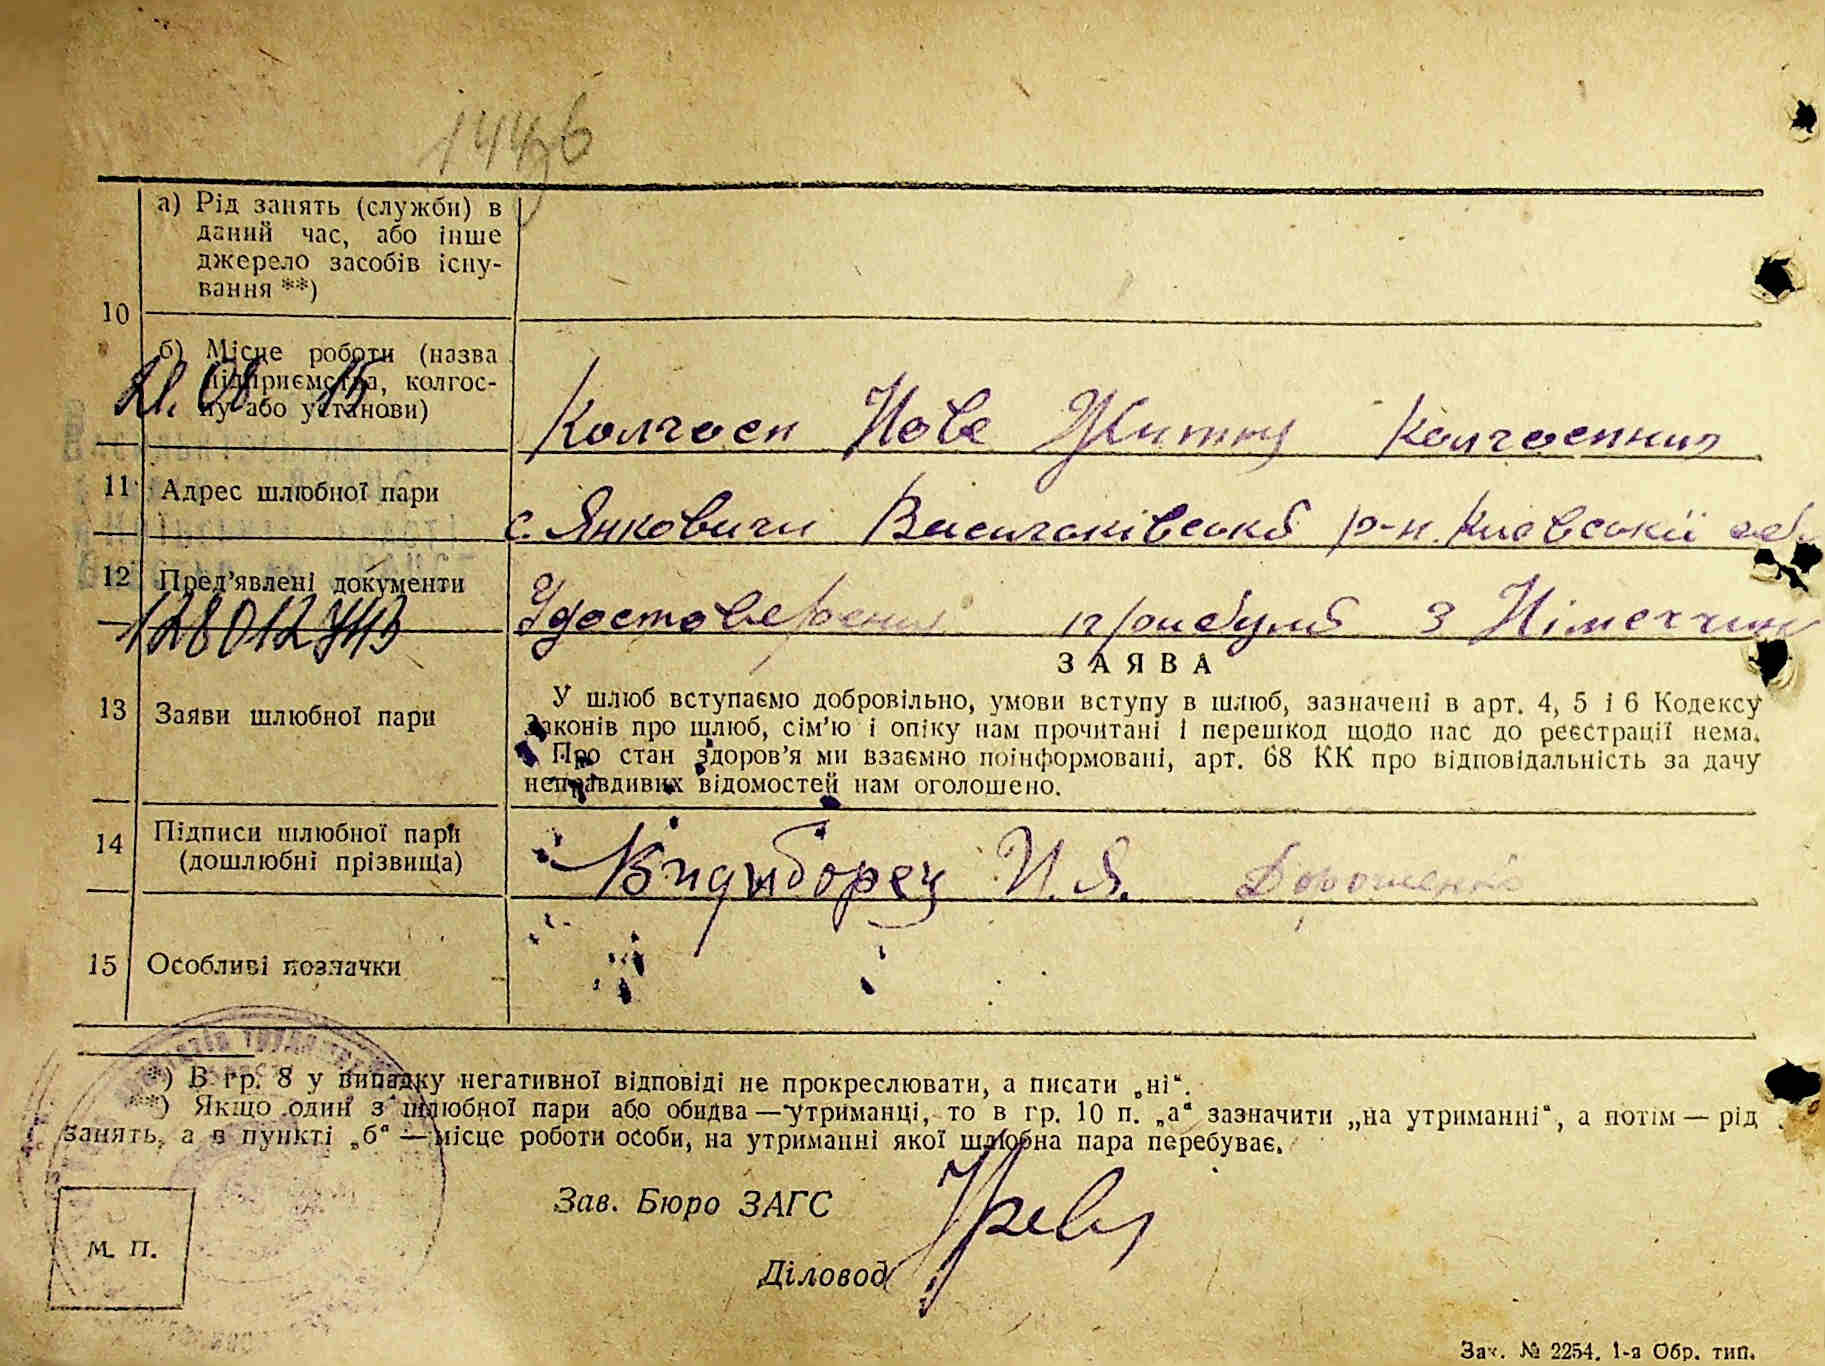 а) Рід занять (служби) в
даний час, або інше
джерело засобів існу-
вання **)
10
б) Місце роботи (назва
підприємства, колгос-
пу або установи)
Колгосп Нове Життя Колгоспник
11 Адрес шлюбної пари
с. Янковичи Васильківської р-н. Київської обл
12 Пред’явлені документи
Удостоверения прибула з Німеччини
128012
ЗАЯВА
13 Заяви шлюбної пари
У шлюб вступаємо добровільно, умови вступу в шлюб, зазначені в арт. 4, 5 і 6 Кодексу
Законів про шлюб, сім’ю і опіку нам прочитані і перешкод щодо нас до реєстрації нема.
Про стан здоров’я ми взаємно поінформовані, арт. 68 КК про відповідальність за дачу
неправдивих відомостей нам оголошено.
14 Підписи шлюбної пари
(дошлюбні прізвища)
Видиборец И. Я. Дорошенко
15 Особливі позначки
*) В гр. 8 у випадку негативної відповіді не прокреслювати, а писати „ні“.
**) Якщо один з шлюбної пари або обидва—утриманці, то в гр. 10 п. „а“ зазначити „на утриманні“, а потім — рід
занять, а в пункті „б“ — місце роботи особи, на утриманні якої шлюбна пара перебуває.
Зав. Бюро ЗАГС
М. П.
Діловод
Зак. № 2254. 1-а Обр. тип.